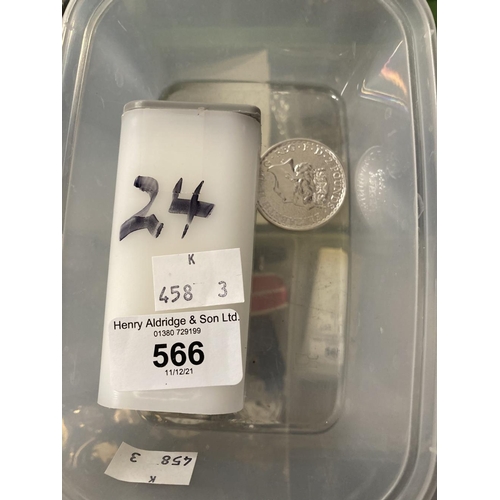 24
K
458 3
Henry Aldridge & Son Ltd.
01380 729199
566
11/12/21
458 3
K